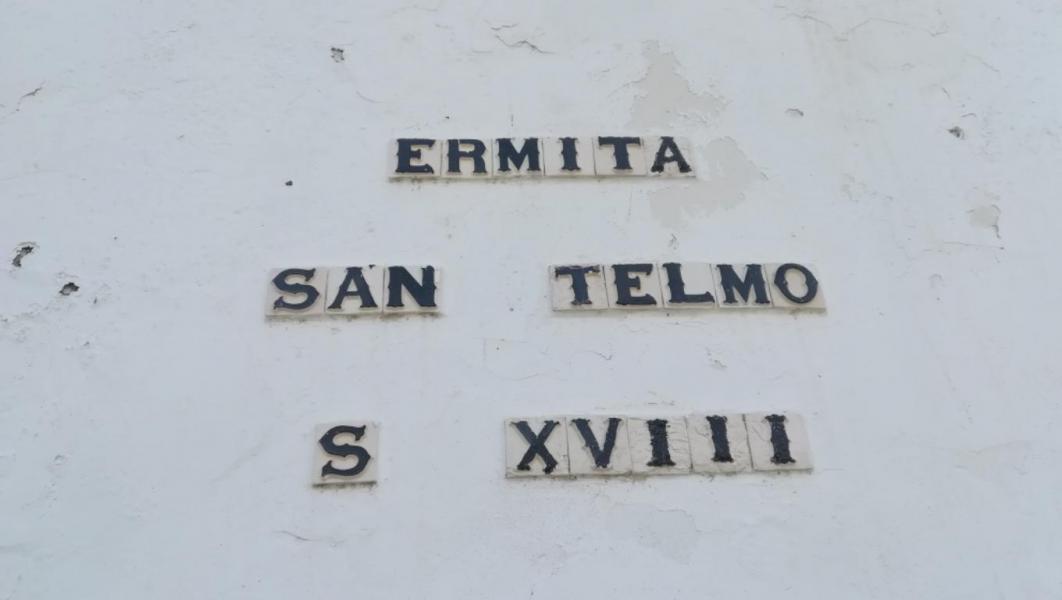 ERMITA
SAN TELMO
S XVIII